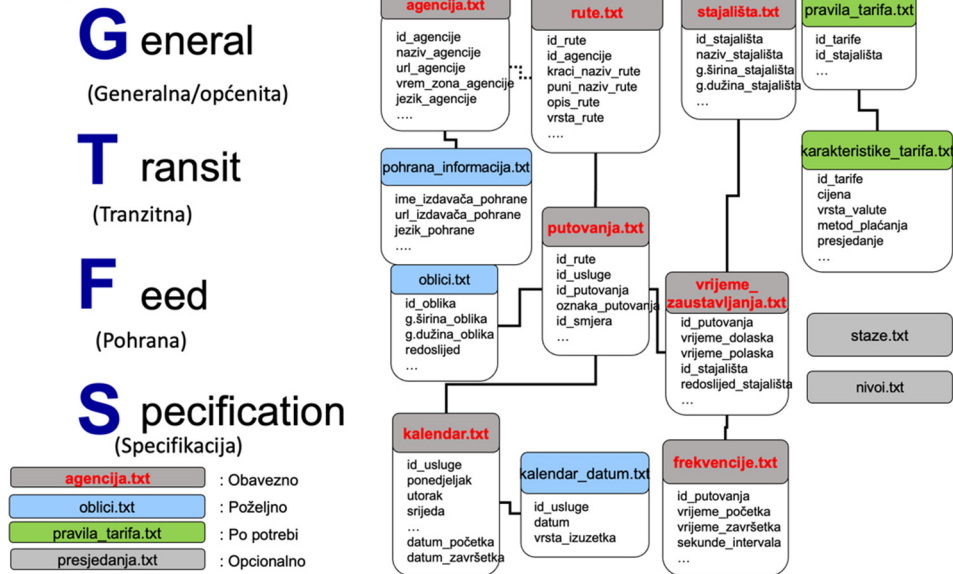 General
(Generalna/općenita)
Transit
(Tranzitna)
Feed
(Pohrana)
Specification
(Specifikacija)
agencija.txt : Obavezno
oblici.txt : Poželjno
pravila_tarifa.txt : Po potrebi
presjedanja.txt : Opcionalno
agencija.txt
id_agencije
naziv_agencije
url_agencije
vrem_zona_agencije
jezik_agencije
....
rute.txt
id_rute
id_agencije
kraci_naziv_rute
puni_naziv_rute
opis_rute
vrsta_rute
....
stajališta.txt
id_stajališta
naziv_stajališta
g.širina_stajališta
g.dužina_stajališta
...
pravila_tarifa.txt
id_tarife
id_stajališta
...
pohrana_informacija.txt
ime_izdavača_pohrane
url_izdavača_pohrane
jezik_pohrane
....
karakteristike_tarifa.txt
id_tarife
cijena
vrsta_valute
metod_plaćanja
presjedanje
...
putovanja.txt
id_rute
id_usluge
id_putovanja
oznaka_putovanja
id_smjera
...
oblici.txt
id_oblika
g.širina_oblika
g.dužina_oblika
redoslijed
...
vrijeme_
zaustavljanja.txt
id_putovanja
vrijeme_dolaska
vrijeme_polaska
id_stajališta
redoslijed_stajališta
...
staze.txt
nivoi.txt
kalendar.txt
id_usluge
ponedjeljak
utorak
srijeda
...
datum_početka
datum_završetka
kalendar_datum.txt
id_usluge
datum
vrsta_izuzetka
frekvencije.txt
id_putovanja
vrijeme_početka
vrijeme_završetka
sekunde_intervala
...